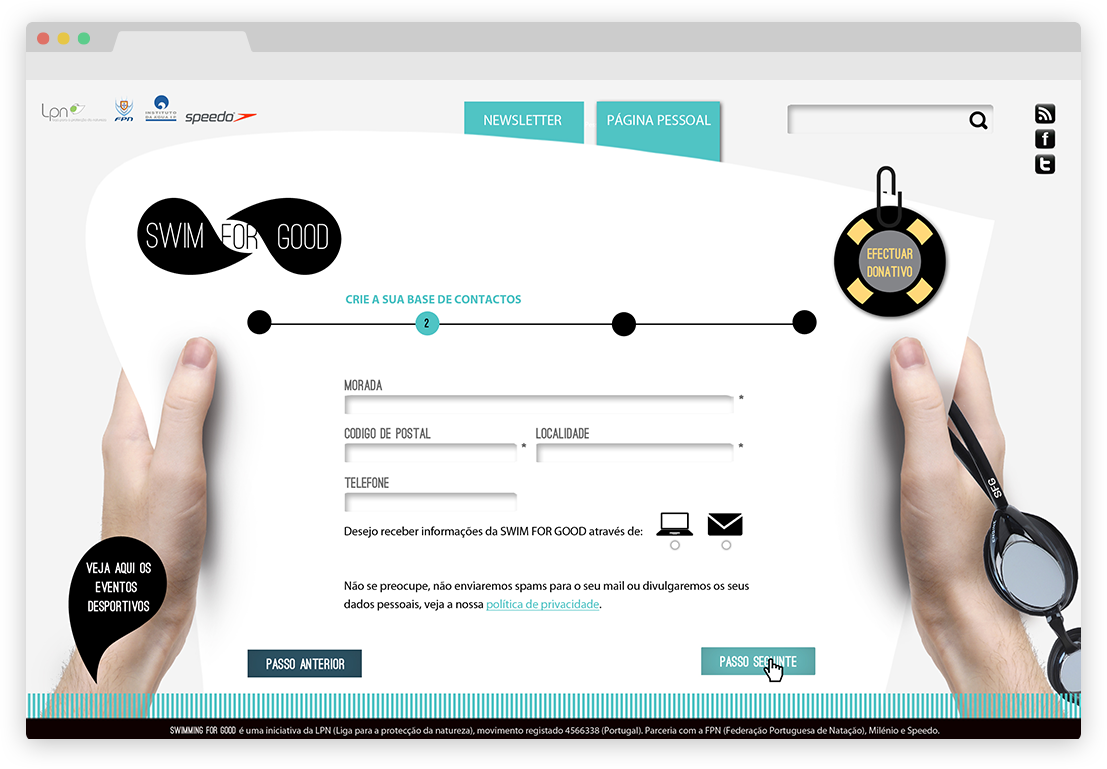 lpn
FPN
INSTITUTO
DA ÁGUA, I.P.
speedo
NEWSLETTER
PÁGINA PESSOAL
f
t
SWIM FOR GOOD
EFECTUAR
DONATIVO
CRIE A SUA BASE DE CONTACTOS
2
MORADA
*
CODIGO DE POSTAL
*
LOCALIDADE
*
TELEFONE
Desejo receber informações da SWIM FOR GOOD através de:
SFG
VEJA AQUI OS
EVENTOS
DESPORTIVOS
Não se preocupe, não enviaremos spams para o seu mail ou divulgaremos os seus
dados pessoais, veja a nossa política de privacidade.
PASSO ANTERIOR
PASSO SEGUINTE
SWIMMING FOR GOOD é uma iniciativa da LPN (Liga para a protecção da natureza), movimento registado 4566338 (Portugal). Parceria com a FPN (Federação Portuguesa de Natação), Milénio e Speedo.